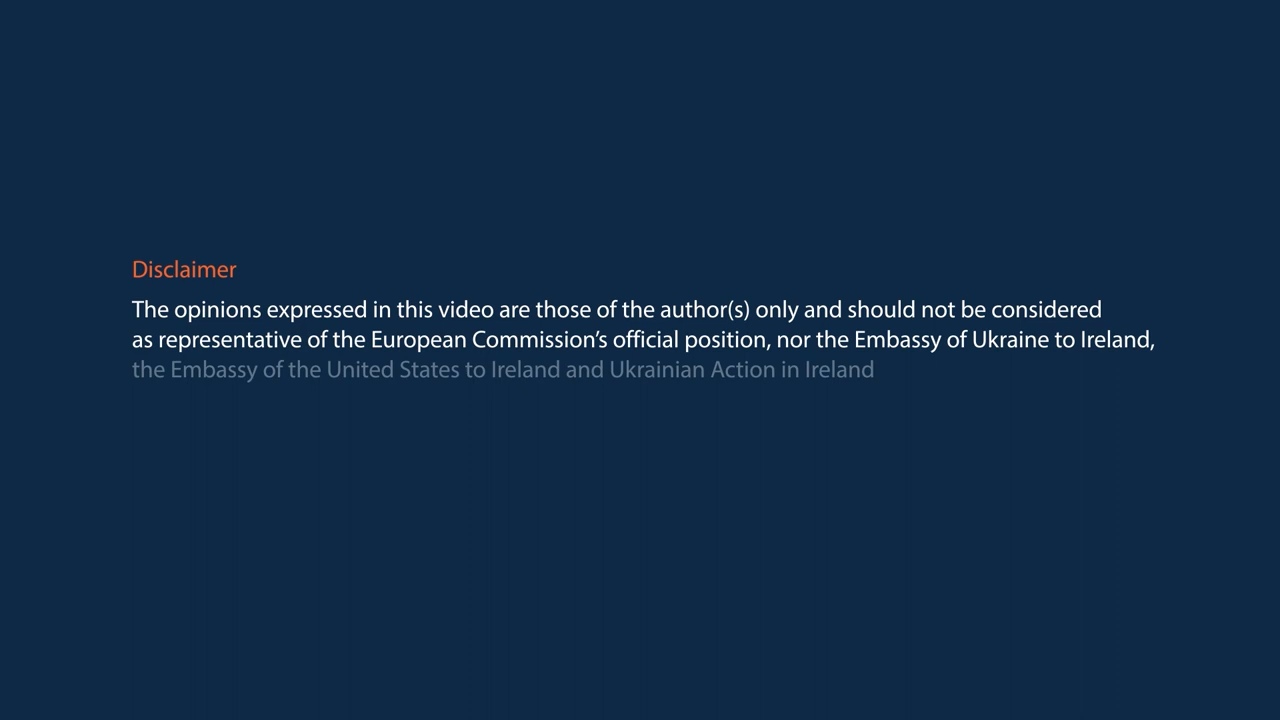 Disclaimer
The opinions expressed in this video are those of the author(s) only and should not be considered
as representative of the European Commission’s official position, nor the Embassy of Ukraine to Ireland,
the Embassy of the United States to Ireland and Ukrainian Action in Ireland